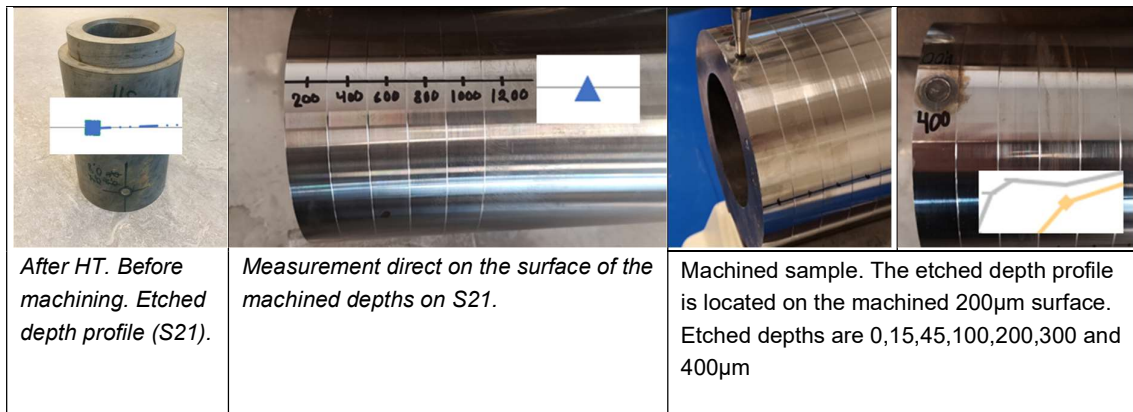 200 400 600 800 1000 1200
400
After HT. Before
machining. Etched
depth profile (S21).
Measurement direct on the surface of the
machined depths on S21.
Machined sample. The etched depth profile
is located on the machined 200µm surface.
Etched depths are 0,15,45,100,200,300 and
400µm